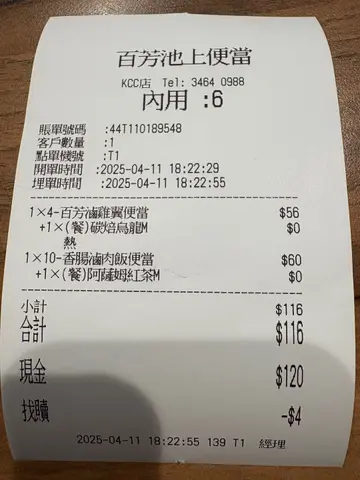 百芳池上便當
KCC店 Tel: 3464 0988
內用 :6
賬單號碼 :44T110189548
客戶數量 :1
點單機號 :T1
開單時間 :2025-04-11 18:22:29
埋單時間 :2025-04-11 18:22:55
1×4-百芳滷雞翼便當 $56
+1×(餐)碳焙烏龍M $0
熱
1×10-香腸滷肉飯便當 $60
+1×(餐)阿薩姆紅茶M $0
小計 $116
合計 $116
現金 $120
找贖 -$4
2025-04-11 18:22:55 139 T1 經理